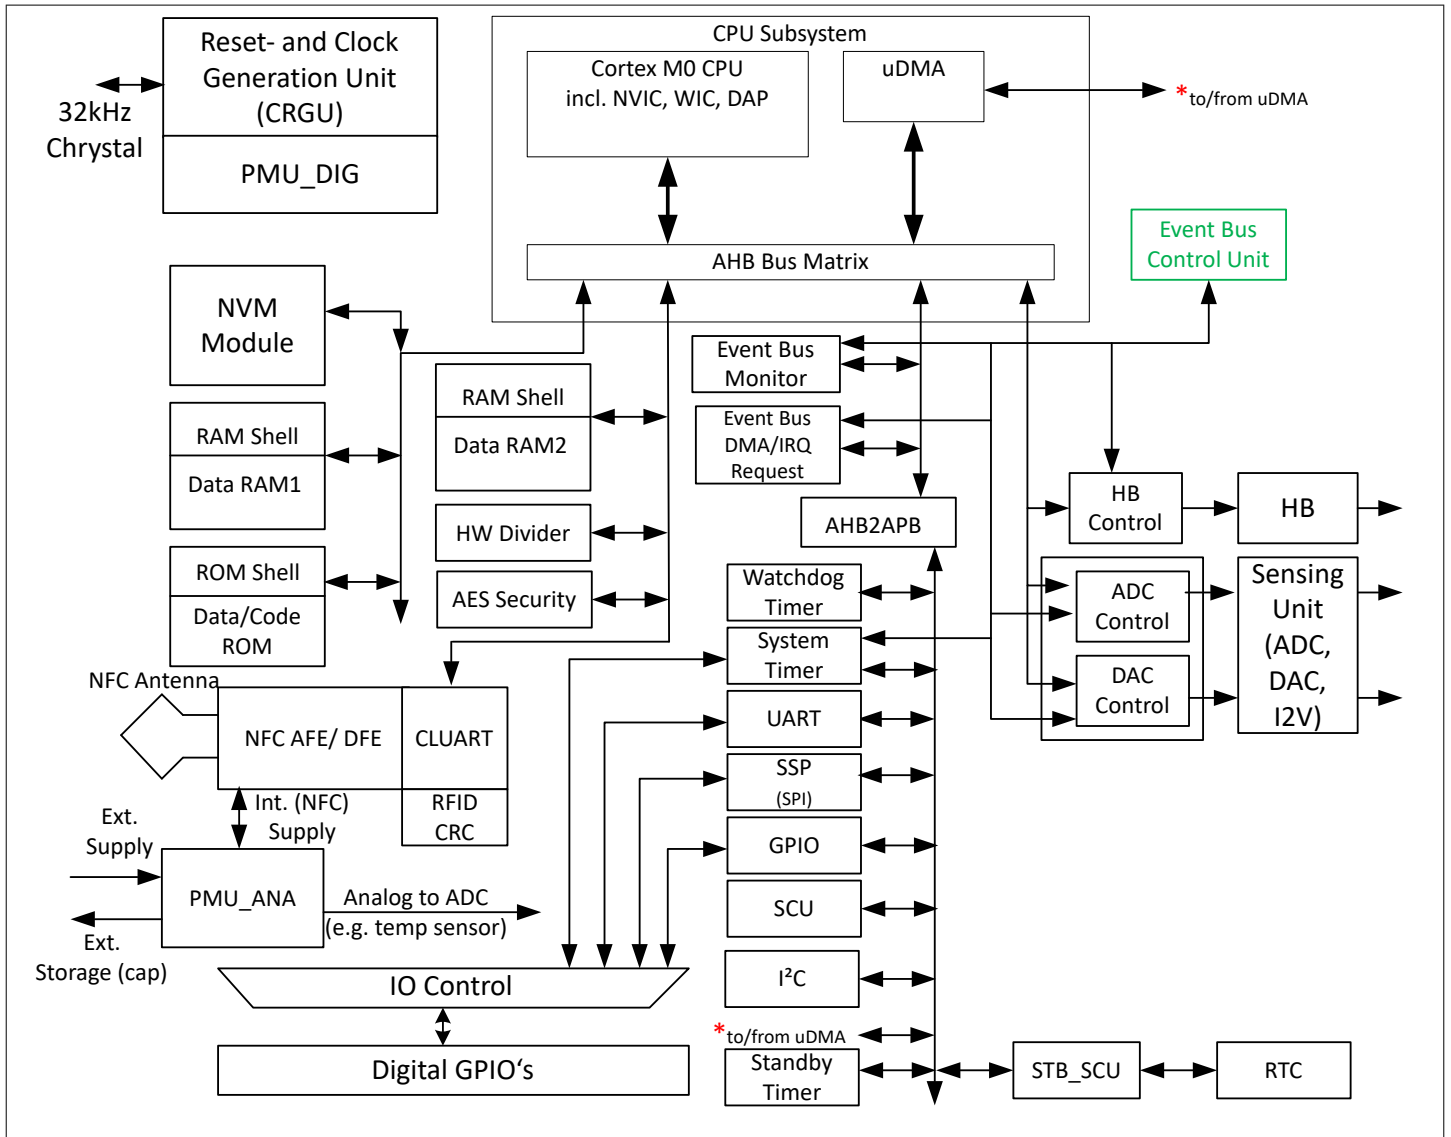 Reset- and Clock
Generation Unit
(CRGU)
PMU_DIG
32kHz
Chrystal
CPU Subsystem
Cortex M0 CPU
incl. NVIC, WIC, DAP
uDMA
*to/from uDMA
AHB Bus Matrix
Event Bus
Control Unit
NVM
Module
RAM Shell
Data RAM1
ROM Shell
Data/Code
ROM
RAM Shell
Data RAM2
HW Divider
AES Security
Event Bus
Monitor
Event Bus
DMA/IRQ
Request
AHB2APB
HB
Control
HB
ADC
Control
DAC
Control
Sensing
Unit
(ADC,
DAC,
I2V)
Watchdog
Timer
System
Timer
UART
SSP
(SPI)
GPIO
SCU
I²C
*to/from uDMA
Standby
Timer
STB_SCU
RTC
NFC Antenna
NFC AFE/ DFE
CLUART
RFID
CRC
Int. (NFC)
Supply
Ext.
Supply
PMU_ANA
Analog to ADC
(e.g. temp sensor)
Ext.
Storage (cap)
IO Control
Digital GPIO‘s